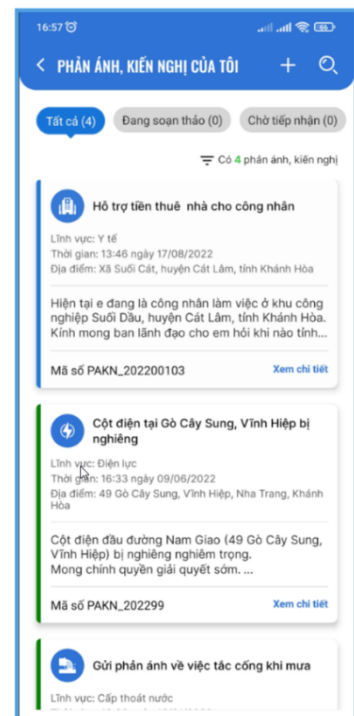 16:57
PHẢN ÁNH, KIẾN NGHỊ CỦA TÔI
Tất cả (4) Đang soạn thảo (0) Chờ tiếp nhận (0)
Có 4 phản ánh, kiên nghị
Hô trợ tiền thuê nhà cho công nhân
Lĩnh vực: Y tế
Thời gian: 13:46 ngày 17/08/2022
Địa điểm: Xã Suối Cát, huyện Cát Lâm, tỉnh Khánh Hòa
Hiện tại e đang là công nhân làm việc ở khu công
nghiệp Suối Dầu, huyện Cát Lâm, tỉnh Khánh Hòa.
Kính mong ban lãnh đạo cho em hỏi khi nào tỉnh...
Mã số PAKN_202200103 Xem chi tiết
Cột điện tại Gò Cây Sung, Vĩnh Hiệp bị
nghiêng
Lĩnh vực: Điện lực
Thời gian: 16:33 ngày 09/06/2022
Địa điểm: 49 Gò Cây Sung, Vĩnh Hiệp, Nha Trang, Khánh
Hòa
Cột điện đầu đường Nam Giao (49 Gò Cây Sung,
Vĩnh Hiệp) bị nghiêng nghiêm trọng.
Mong chính quyền giải quyết sớm. ...
Mã số PAKN_202299 Xem chi tiết
Gửi phản ánh về việc tắc cống khi mưa
Lĩnh vực: Cấp thoát nước